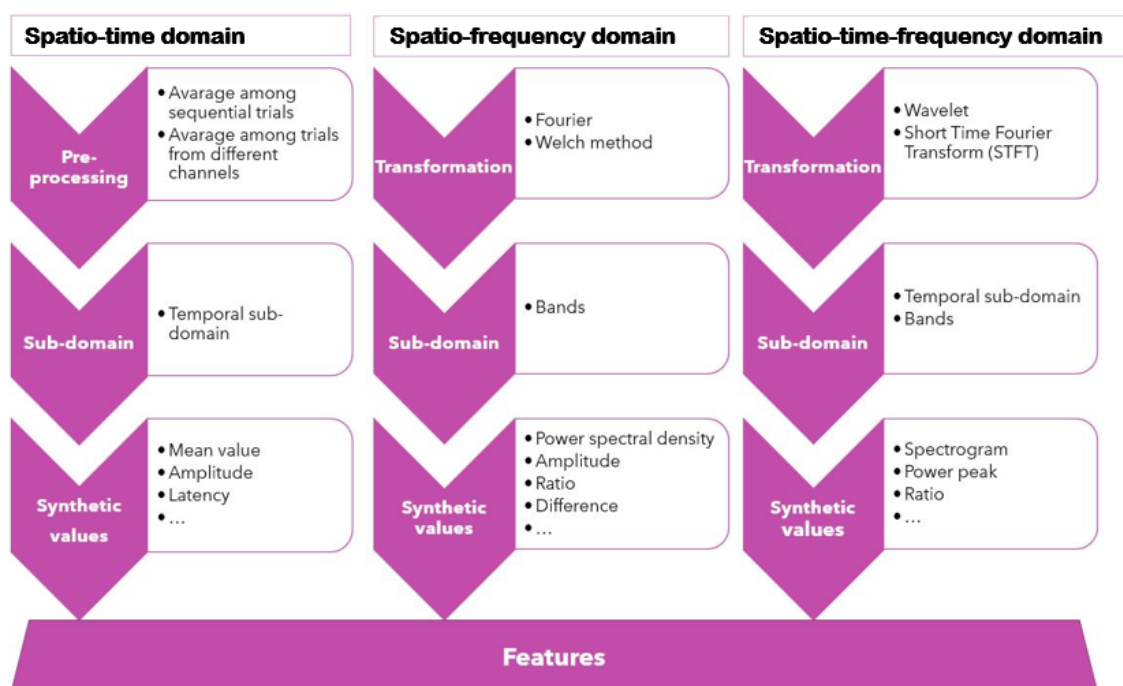 Spatio-time domain
Pre-
processing
• Avarage among
sequential trials
• Avarage among trials
from different
channels
Sub-domain
• Temporal sub-
domain
Synthetic
values
• Mean value
• Amplitude
• Latency
• ...
Spatio-frequency domain
Transformation
• Fourier
• Welch method
Sub-domain
• Bands
Synthetic
values
• Power spectral density
• Amplitude
• Ratio
• Difference
• ...
Spatio-time-frequency domain
Transformation
• Wavelet
• Short Time Fourier
Transform (STFT)
Sub-domain
• Temporal sub-domain
• Bands
Synthetic
values
• Spectrogram
• Power peak
• Ratio
• ...
Features